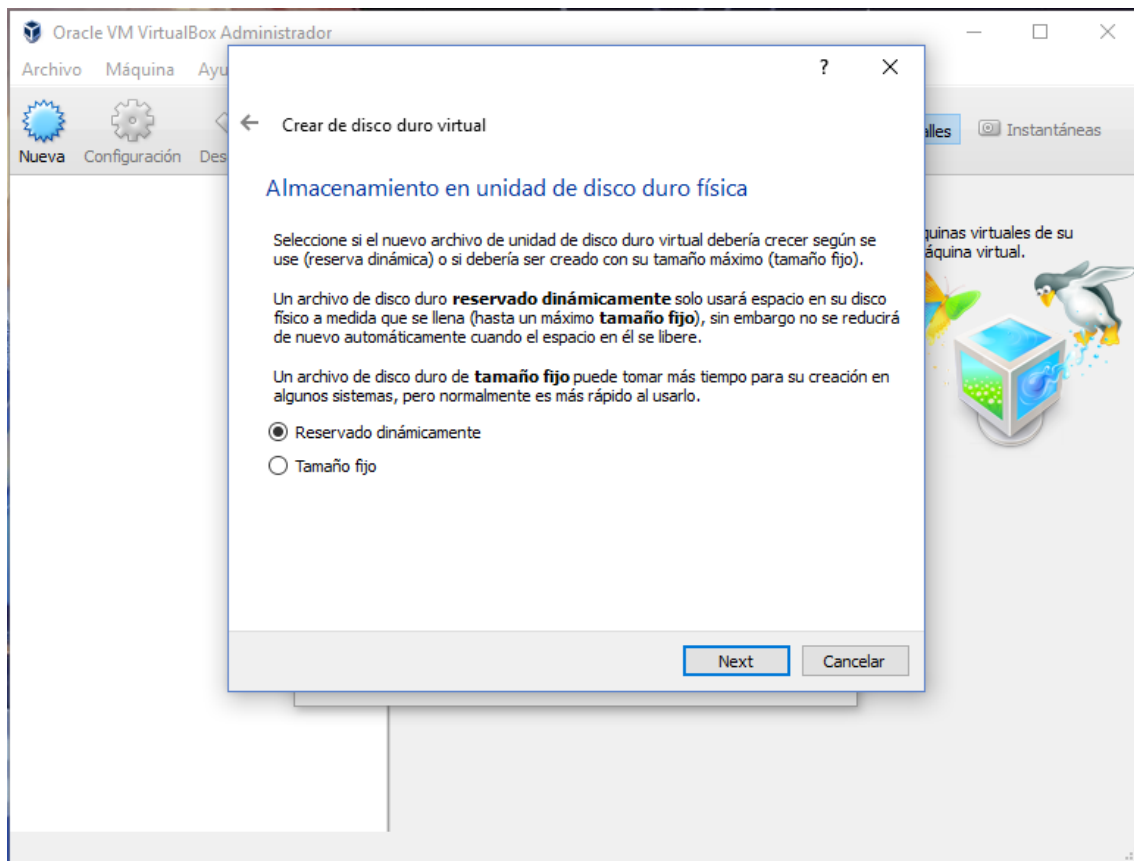 Oracle VM VirtualBox Administrador
Archivo Máquina Ayu
?
Crear de disco duro virtual
Nueva Configuración Des
alles Instantáneas
Almacenamiento en unidad de disco duro física
Seleccione si el nuevo archivo de unidad de disco duro virtual debería crecer según se
use (reserva dinámica) o si debería ser creado con su tamaño máximo (tamaño fijo).
Un archivo de disco duro reservado dinámicamente solo usará espacio en su disco
físico a medida que se llena (hasta un máximo tamaño fijo), sin embargo no se reducirá
de nuevo automáticamente cuando el espacio en él se libere.
Un archivo de disco duro de tamaño fijo puede tomar más tiempo para su creación en
algunos sistemas, pero normalmente es más rápido al usarlo.
Reservado dinámicamente
Tamaño fijo
quinas virtuales de su
áquina virtual.
Next Cancelar